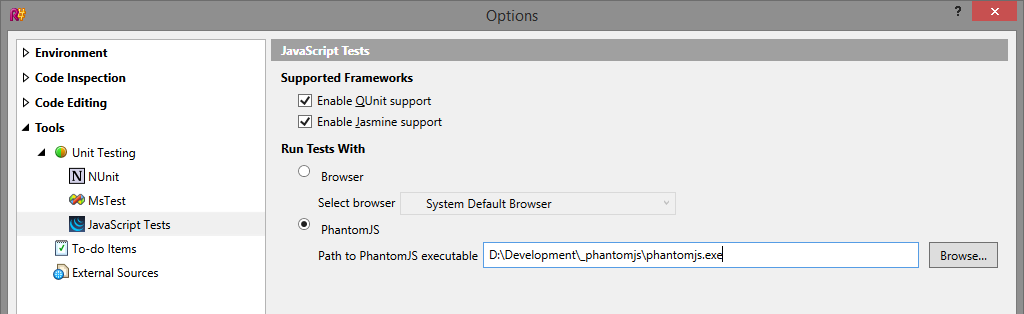 R#
Options
?
Environment
Code Inspection
Code Editing
Tools
Unit Testing
N
NUnit
MsTest
JavaScript Tests
To-do Items
External Sources
JavaScript Tests
Supported Frameworks
Enable QUnit support
Enable Jasmine support
Run Tests With
Browser
Select browser System Default Browser
PhantomJS
Path to PhantomJS executable D:\Development\_phantomjs\phantomjs.exe Browse...